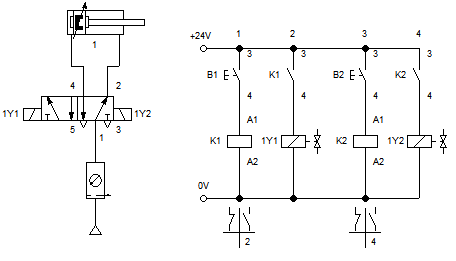 1
4 2
1Y1 1Y2
5 1 3
1 2 3 4
+24V
3 3 3 3
B1 K1 B2 K2
4 4 4 4
A1 A1
K1 1Y1 K2 1Y2
A2 A2
0V
2 4